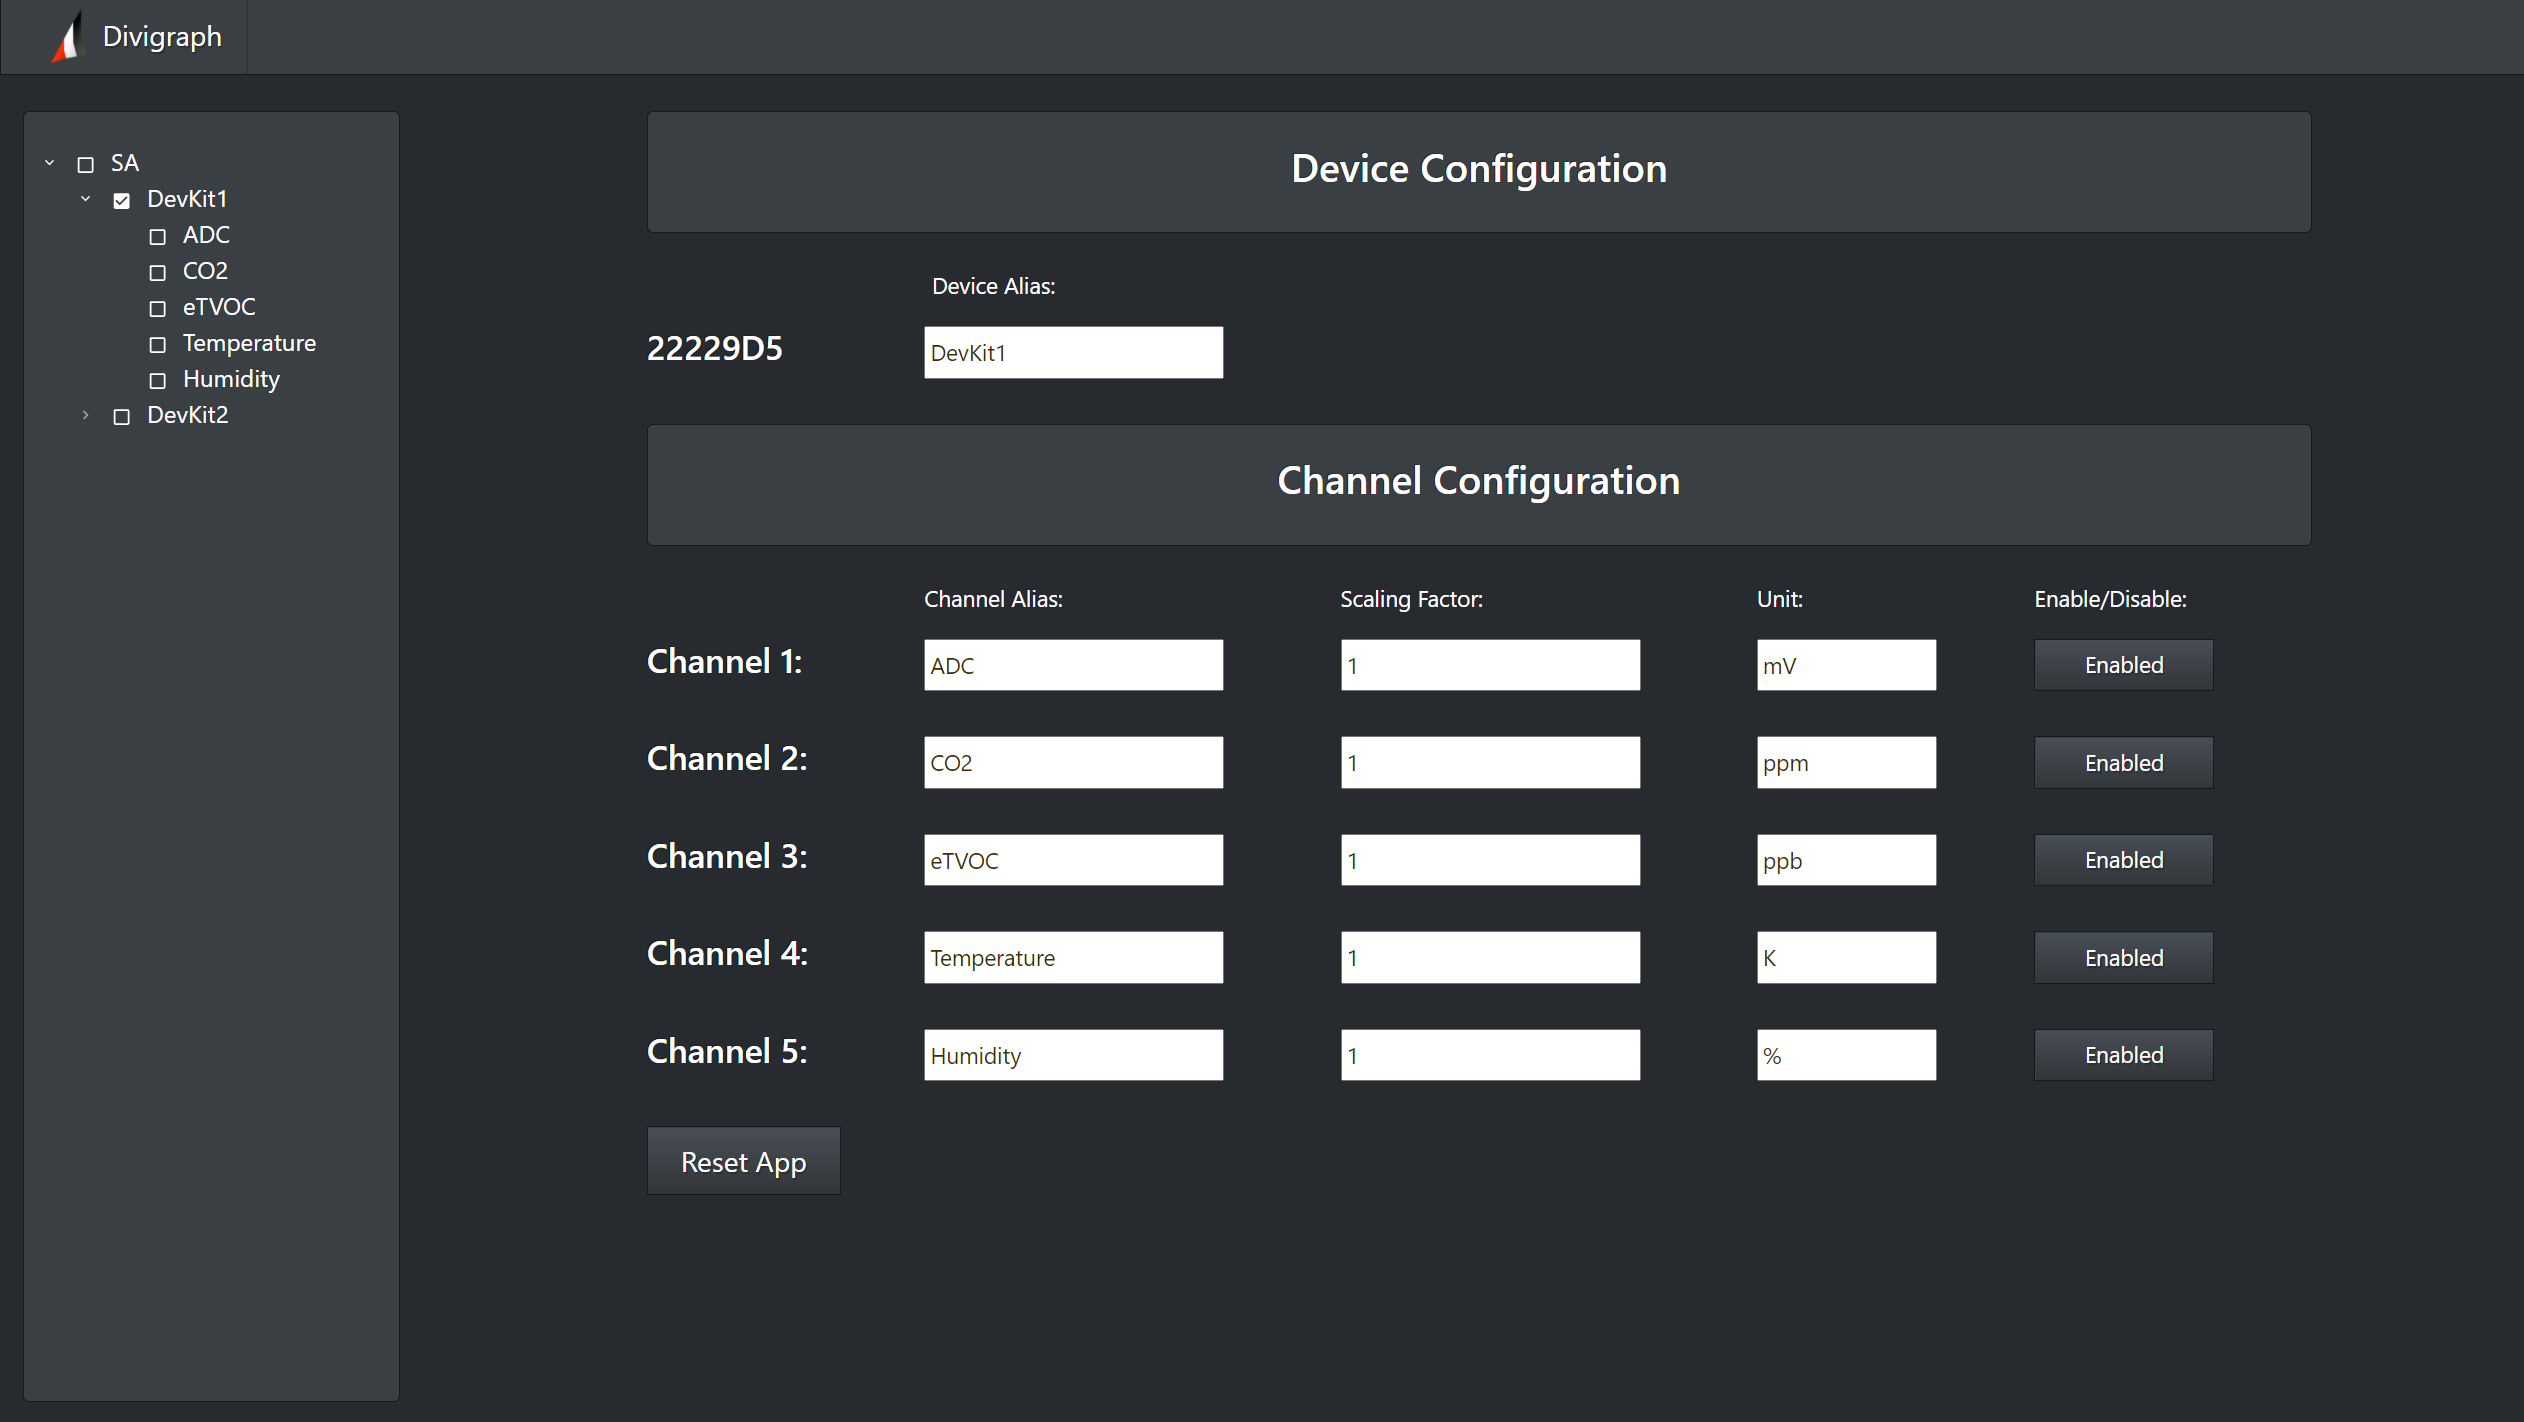 Divigraph
SA
DevKit1
ADC
CO2
eTVOC
Temperature
Humidity
DevKit2
Device Configuration
Device Alias:
22229D5 DevKit1
Channel Configuration
Channel Alias: Scaling Factor: Unit: Enable/Disable:
Channel 1: ADC 1 mV Enabled
Channel 2: CO2 1 ppm Enabled
Channel 3: eTVOC 1 ppb Enabled
Channel 4: Temperature 1 K Enabled
Channel 5: Humidity 1 % Enabled
Reset App